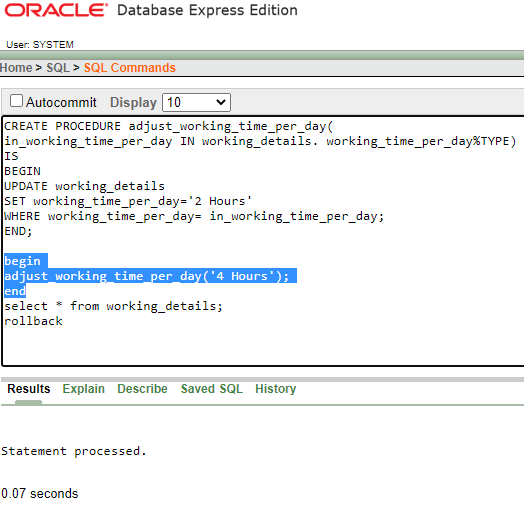 ORACLE® Database Express Edition
User: SYSTEM
Home > SQL > SQL Commands
Autocommit Display 10
CREATE PROCEDURE adjust_working_time_per_day(
in_working_time_per_day IN working_details. working_time_per_day%TYPE)
IS
BEGIN
UPDATE working_details
SET working_time_per_day='2 Hours'
WHERE working_time_per_day= in_working_time_per_day;
END;
begin
adjust_working_time_per_day('4 Hours');
end
select * from working_details;
rollback
Results Explain Describe Saved SQL History
Statement processed.
0.07 seconds